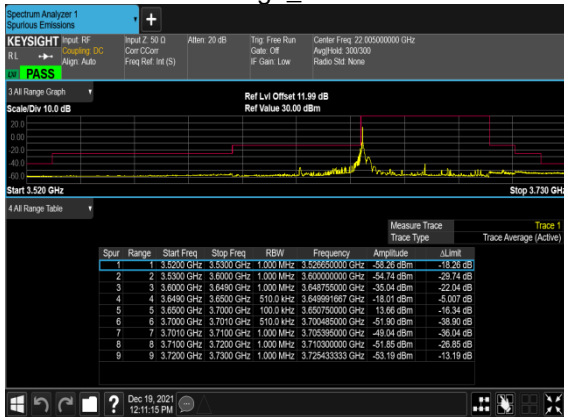 Spectrum Analyzer 1
Spurious Emissions
+
KEYSIGHT Input: RF Input Z: 50 Ω Atten: 20 dB Trig: Free Run Center Freq: 22.005000000 GHz
RL Coupling: DC Corr CCorr Gate: Off Avg|Hold: 300/300
Align: Auto Freq Ref: Int (S) IF Gain: Low Radio Std: None
PASS
3 All Range Graph
Ref Lvl Offset 11.99 dB
Scale/Div 10.0 dB Ref Value 30.00 dBm
20.0
0.00
-20.0
-40.0
-60.0
Start 3.520 GHz Stop 3.730 GHz
4 All Range Table
Measure Trace Trace 1
Trace Type Trace Average (Active)
Spur Range Start Freq Stop Freq RBW Frequency Amplitude ΔLimit
1 1 3.5200 GHz 3.5300 GHz 1.000 MHz 3.526650000 GHz -58.26 dBm -18.26 dB
2 2 3.5300 GHz 3.6000 GHz 1.000 MHz 3.600000000 GHz -54.74 dBm -29.74 dB
3 3 3.6000 GHz 3.6490 GHz 1.000 MHz 3.648755000 GHz -35.04 dBm -22.04 dB
4 4 3.6490 GHz 3.6500 GHz 510.0 kHz 3.649991667 GHz -18.01 dBm -5.007 dB
5 5 3.6500 GHz 3.7000 GHz 100.0 kHz 3.650750000 GHz 13.66 dBm -16.34 dB
6 6 3.7000 GHz 3.7010 GHz 510.0 kHz 3.700485000 GHz -51.90 dBm -38.90 dB
7 7 3.7010 GHz 3.7100 GHz 1.000 MHz 3.705395000 GHz -49.04 dBm -36.04 dB
8 8 3.7100 GHz 3.7200 GHz 1.000 MHz 3.710300000 GHz -51.85 dBm -26.85 dB
9 9 3.7200 GHz 3.7300 GHz 1.000 MHz 3.725433333 GHz -53.19 dBm -13.19 dB
? Dec 19, 2021
12:11:15 PM